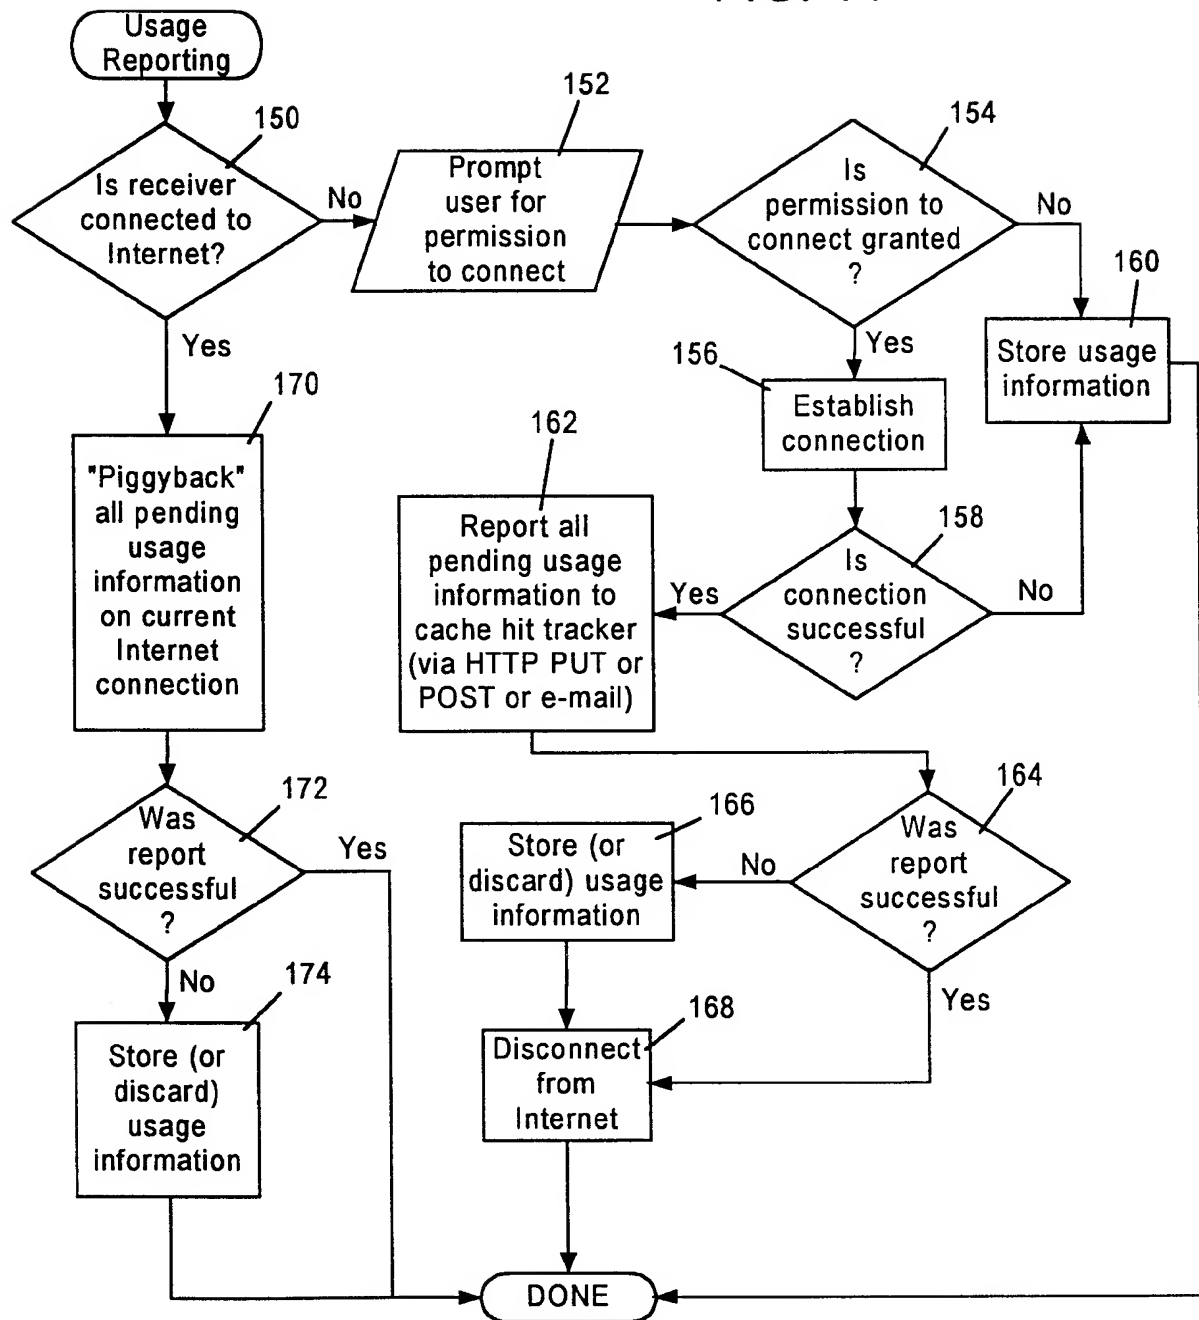 Usage
Reporting
150
Is receiver
connected to
Internet?
No
Yes
152
Prompt
user for
permission
to connect
154
Is
permission to
connect granted
?
No
Yes
160
Store usage
information
156
Establish
connection
158
Is
connection
successful
?
Yes
No
162
Report all
pending usage
information to
cache hit tracker
(via HTTP PUT or
POST or e-mail)
170
"Piggyback"
all pending
usage
information
on current
Internet
connection
172
Was
report
successful
?
Yes
No
174
Store (or
discard)
usage
information
164
Was
report
successful
?
No
Yes
166
Store (or
discard) usage
information
168
Disconnect
from
Internet
DONE